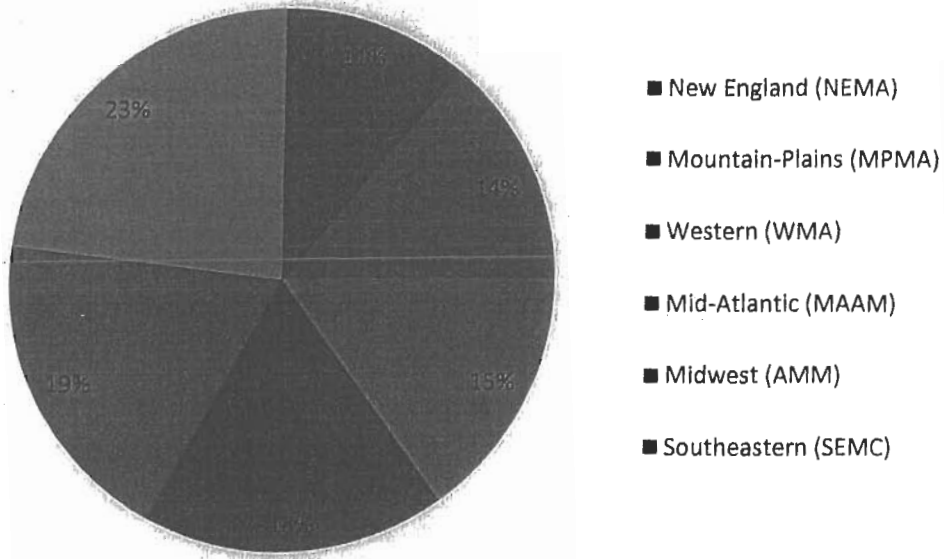 23%
14%
15%
19%
New England (NEMA)
Mountain-Plains (MPMA)
Western (WMA)
Mid-Atlantic (MAAM)
Midwest (AMM)
Southeastern (SEMC)